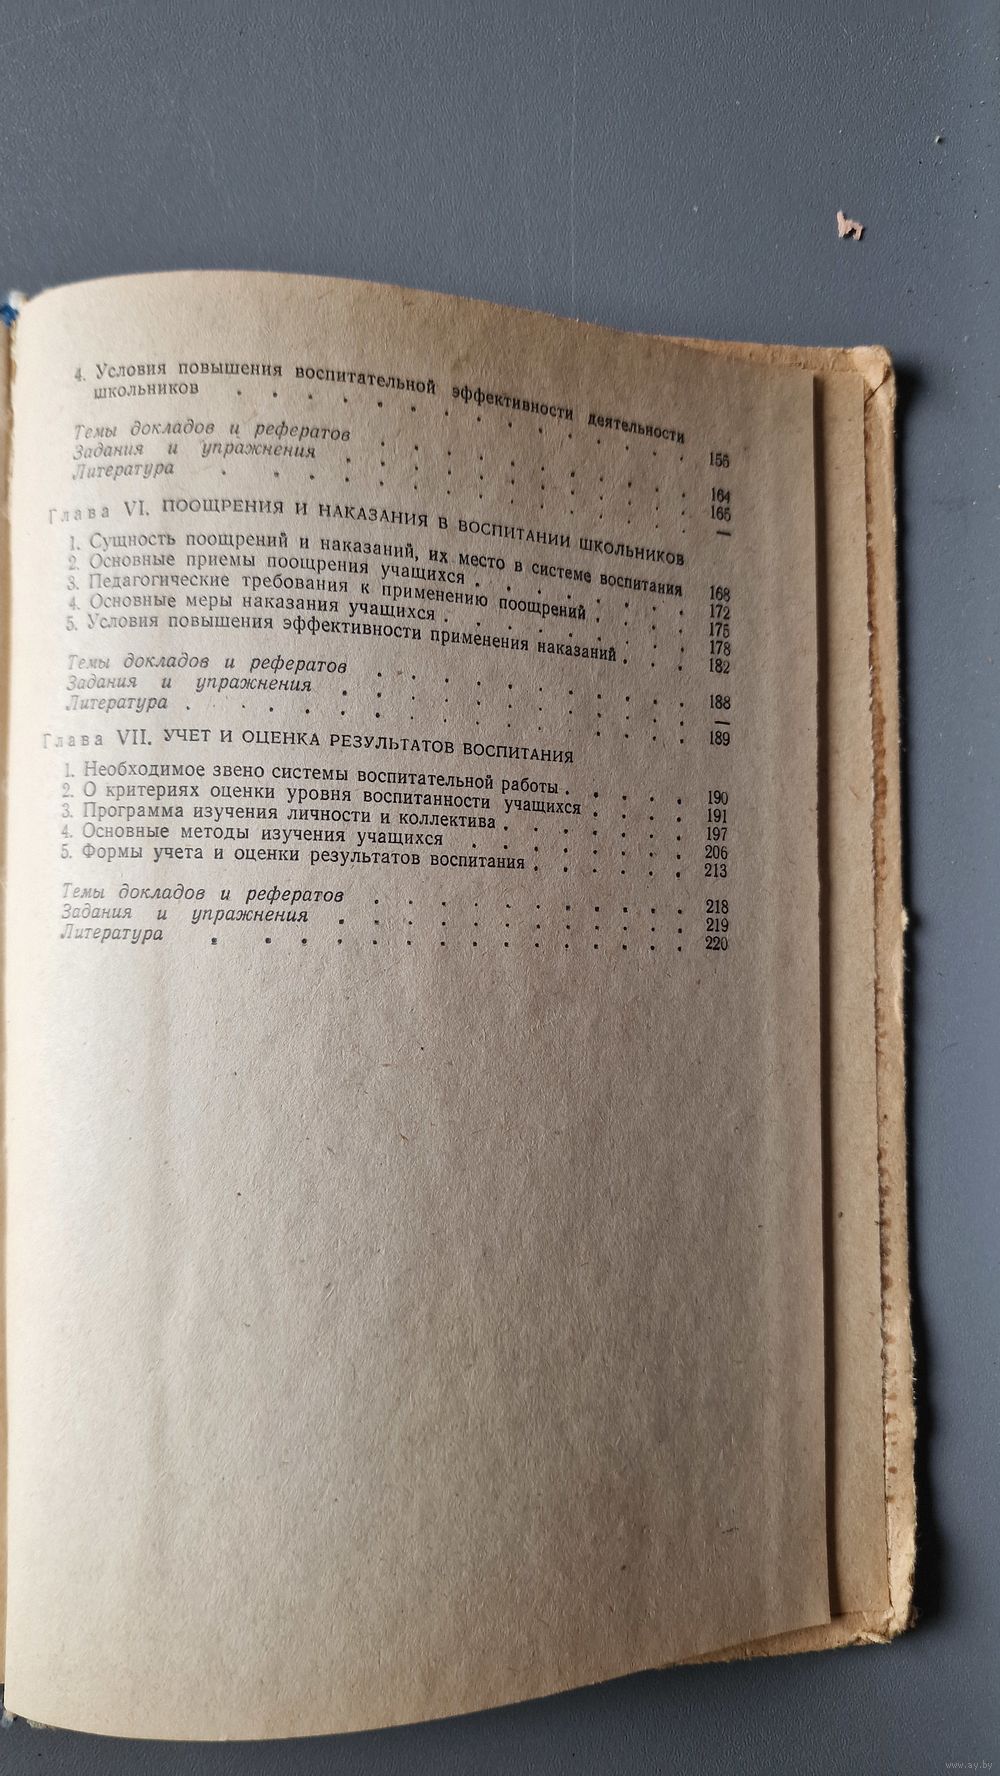 4. Условия повышения воспитательной эффективности деятельности
школьников . . . . . . . . . . . . . 155
Темы докладов и рефератов . . . . . . . . . . 164
Задания и упражнения . . . . . . . . . . . 165
Литература . . . . . . . . . . . . . . —
Глава VI. ПООЩРЕНИЯ И НАКАЗАНИЯ В ВОСПИТАНИИ ШКОЛЬНИКОВ
1. Сущность поощрений и наказаний, их место в системе воспитания 168
2. Основные приемы поощрения учащихся . . . . . . . 172
3. Педагогические требования к применению поощрений . . . . 175
4. Основные меры наказания учащихся . . . . . . . . 178
5. Условия повышения эффективности применения наказаний . . . 182
Темы докладов и рефератов . . . . . . . . . . 188
Задания и упражнения . . . . . . . . . . . —
Литература . . . . . . . . . . . . . . 189
Глава VII. УЧЕТ И ОЦЕНКА РЕЗУЛЬТАТОВ ВОСПИТАНИЯ
1. Необходимое звено системы воспитательной работы . . . . . 190
2. О критериях оценки уровня воспитанности учащихся . . . . 191
3. Программа изучения личности и коллектива . . . . . . . 197
4. Основные методы изучения учащихся . . . . . . . . 206
5. Формы учета и оценки результатов воспитания . . . . . . 213
Темы докладов и рефератов . . . . . . . . . . 218
Задания и упражнения . . . . . . . . . . . 219
Литература . . . . . . . . . . . . . . 220
www.ay.by